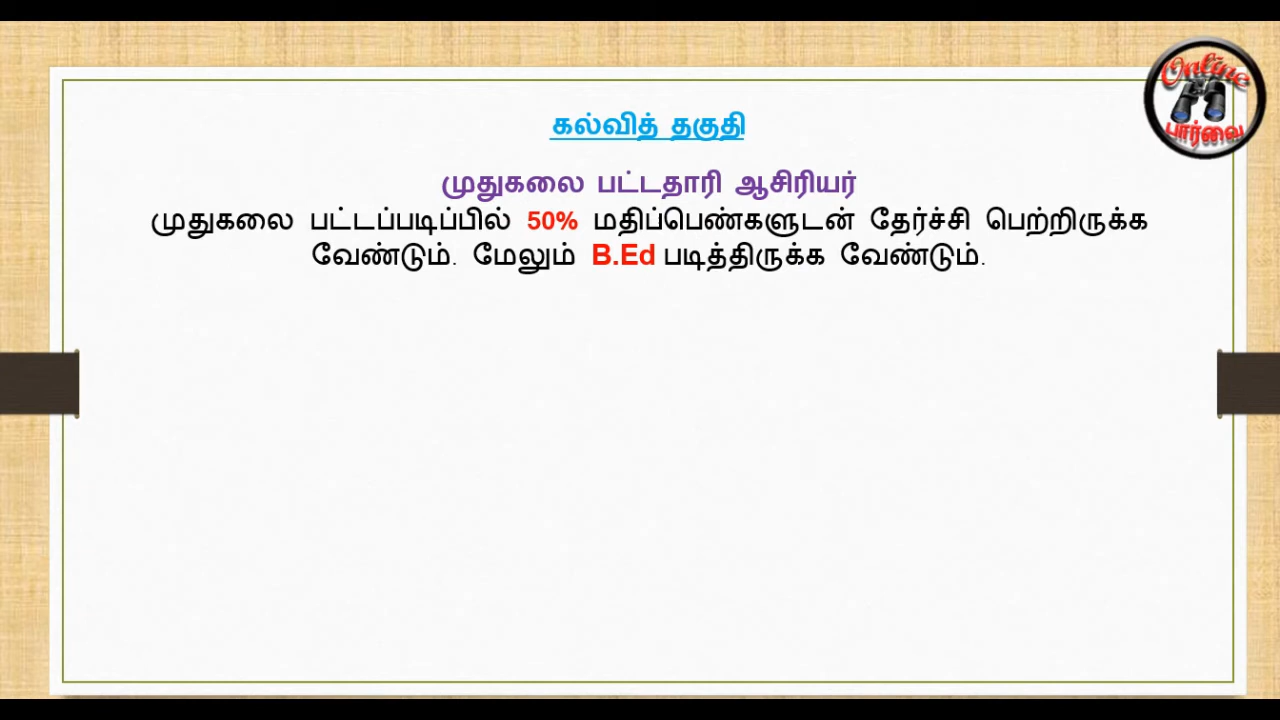 Online
பார்வை
கல்வித் தகுதி
முதுகலை பட்டதாரி ஆசிரியர்
முதுகலை பட்டப்படிப்பில் 50% மதிப்பெண்களுடன் தேர்ச்சி பெற்றிருக்க
வேண்டும். மேலும் B.Ed படித்திருக்க வேண்டும்.